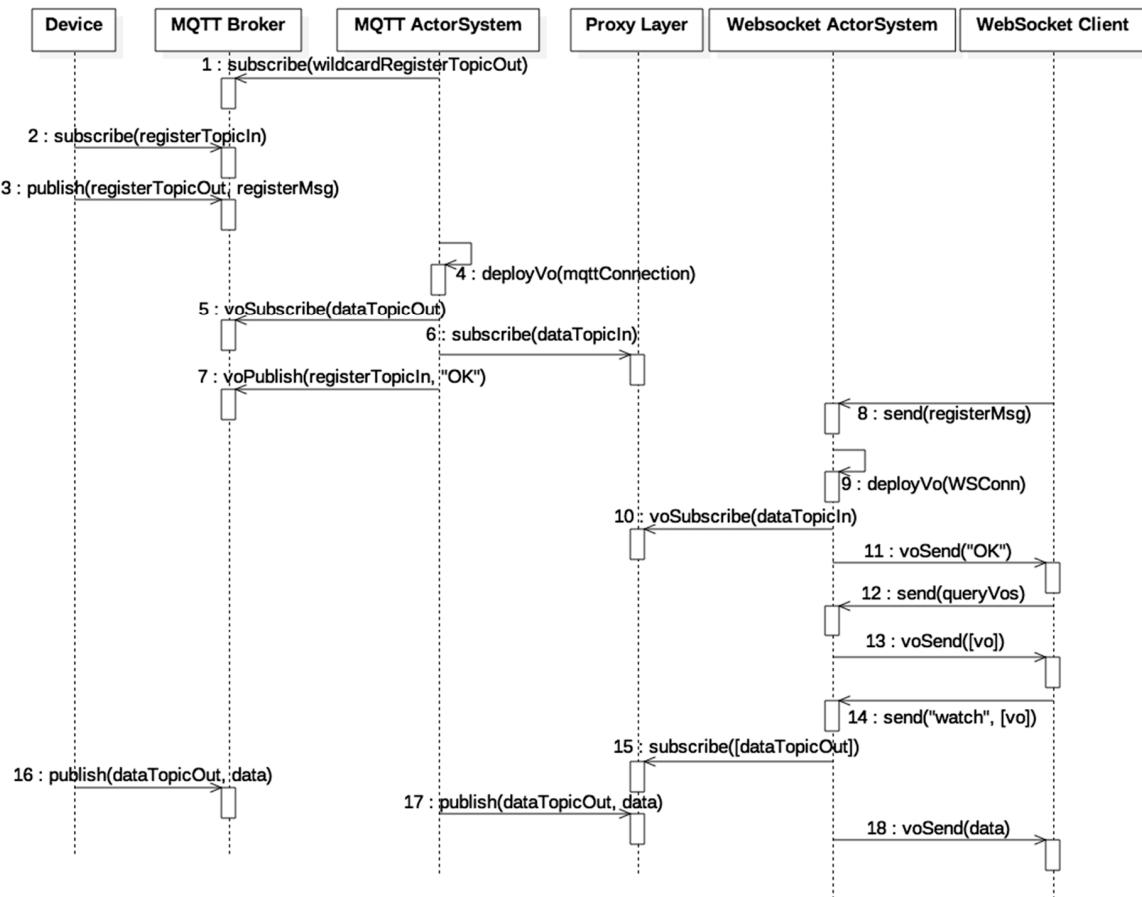 Device
MQTT Broker
MQTT ActorSystem
Proxy Layer
Websocket ActorSystem
WebSocket Client
1 : subscribe(wildcardRegisterTopicOut)
2 : subscribe(registerTopicIn)
3 : publish(registerTopicOut, registerMsg)
4 : deployVo(mqttConnection)
5 : voSubscribe(dataTopicOut)
6 : subscribe(dataTopicIn)
7 : voPublish(registerTopicIn, "OK")
8 : send(registerMsg)
9 : deployVo(WSConn)
10 : voSubscribe(dataTopicIn)
11 : voSend("OK")
12 : send(queryVos)
13 : voSend([vo])
14 : send("watch", [vo])
15 : subscribe([dataTopicOut])
16 : publish(dataTopicOut, data)
17 : publish(dataTopicOut, data)
18 : voSend(data)